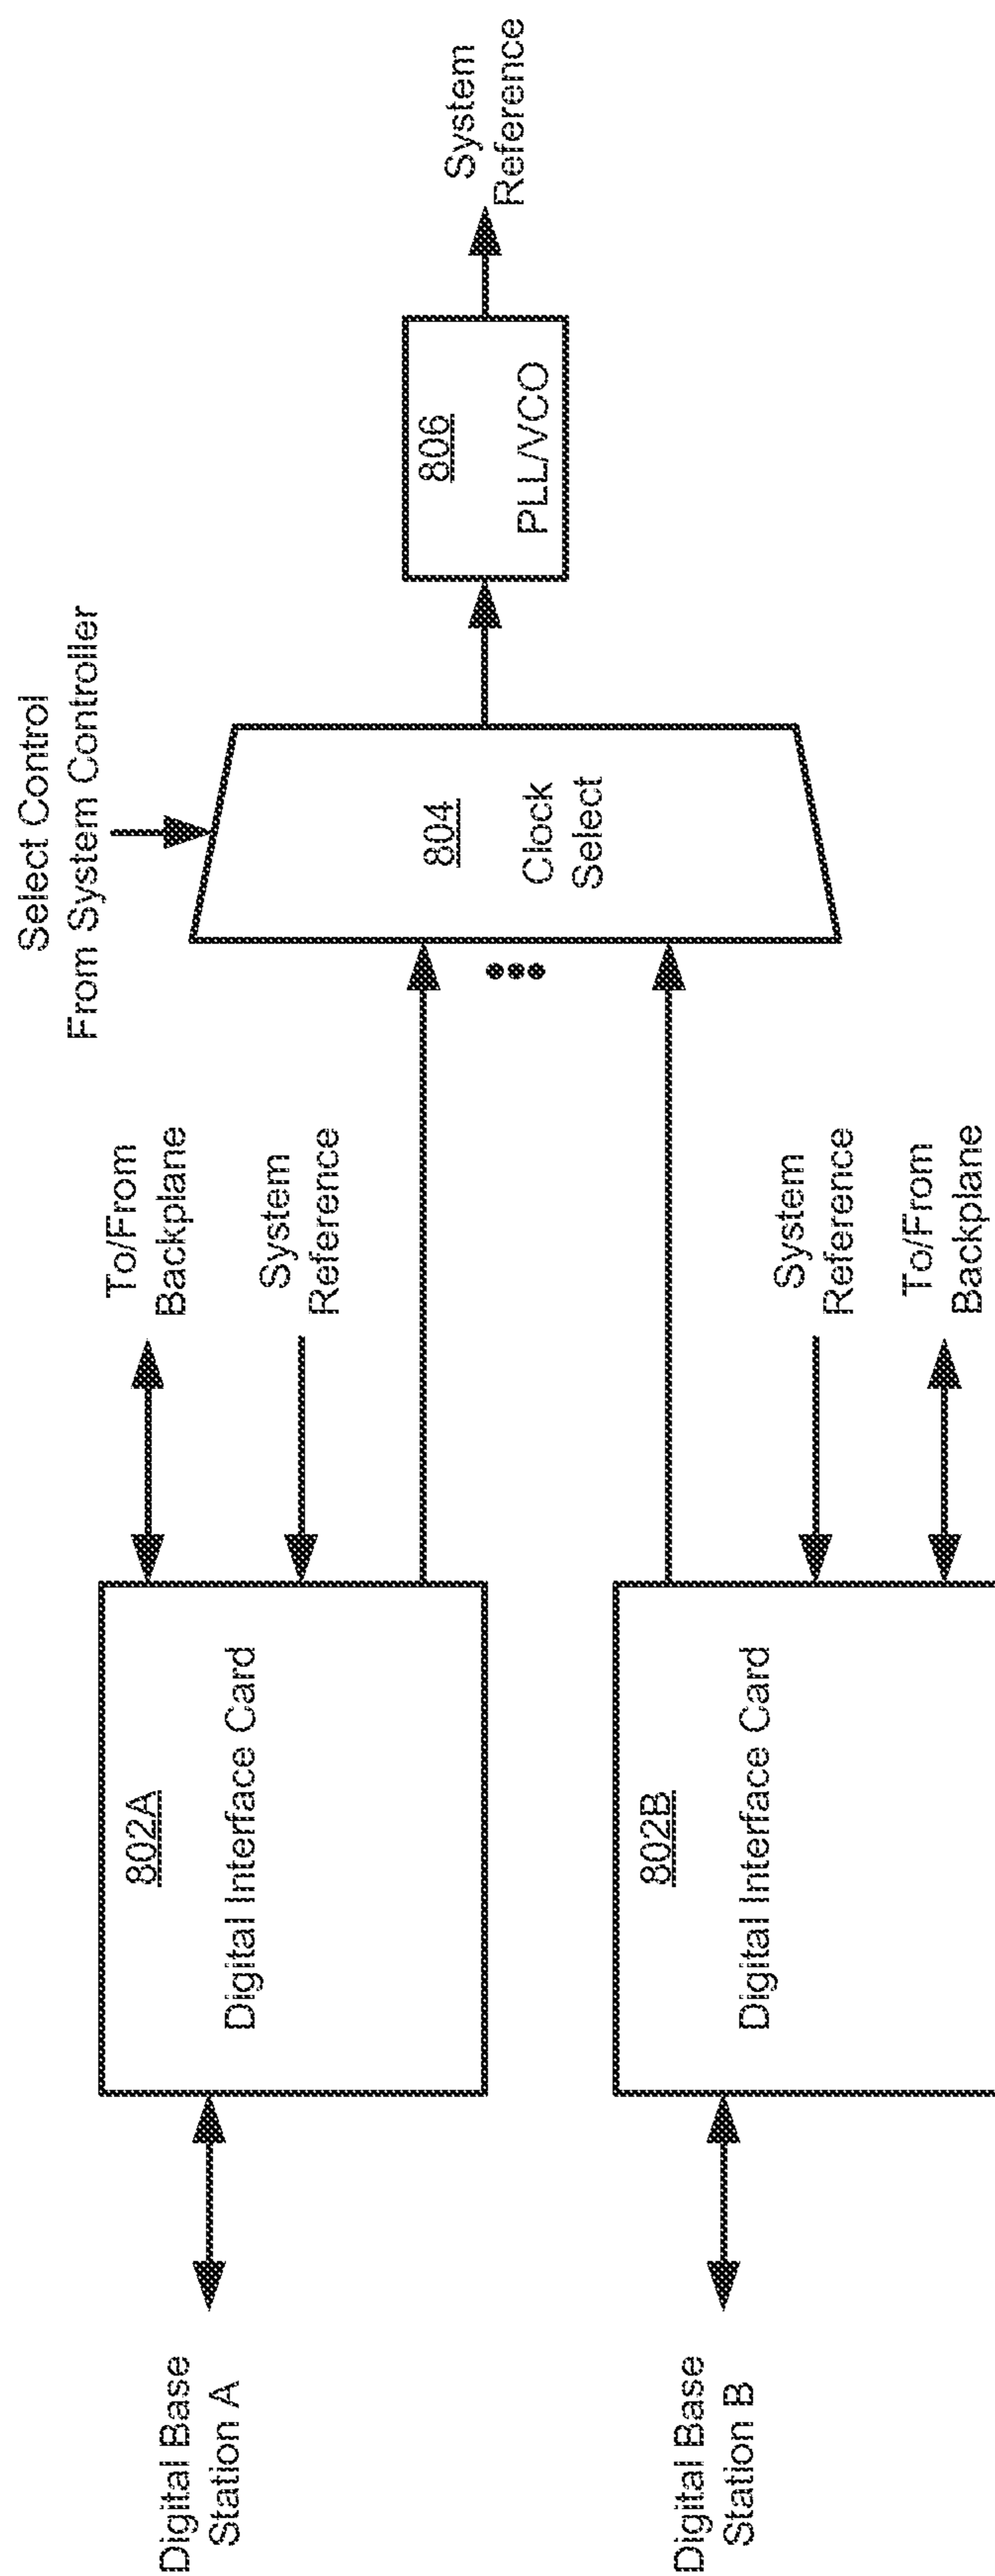 Select Control
From System Controller
To/From
Backplane
System
Reference
802A
Digital Interface Card
Digital Base
Station A
804
Clock
Select
806
PLL/VCO
System
Reference
802B
Digital Interface Card
Digital Base
Station B
System
Reference
To/From
Backplane